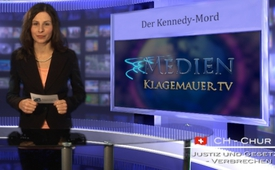 Der Kennedy-Mord
MEDIEN
KLAGEMAUER.TV
CH - Chur
Justiz und Gesetz
- Verbrechen